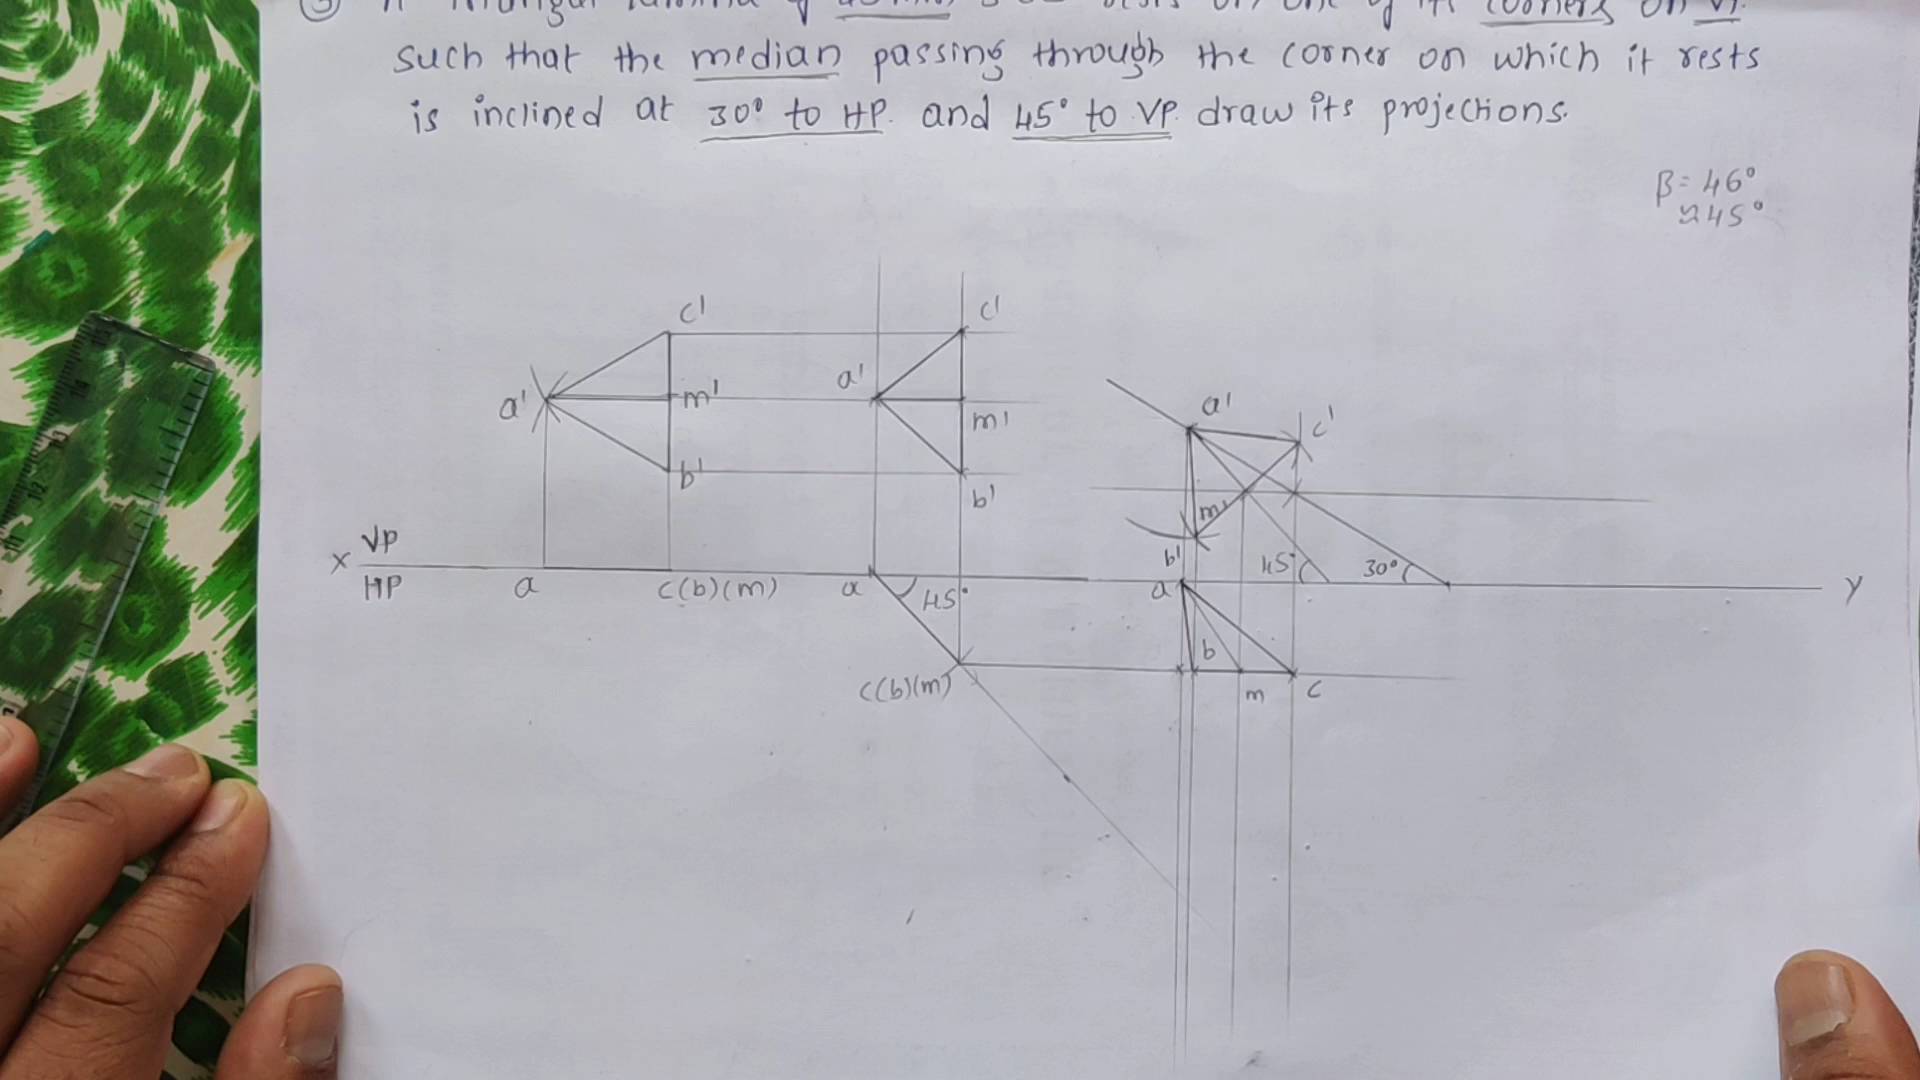 such that the median passing through the corner on which it rests
is inclined at 30° to HP. and 45° to VP. draw its projections.
β = 46°
≈ 45°
c' c'
a' m' a' m'
b' b'
a' c'
m'
b'
45° 30°
X VP
HP
a c(b)(m) a 45° a Y
b
c(b)(m) m c